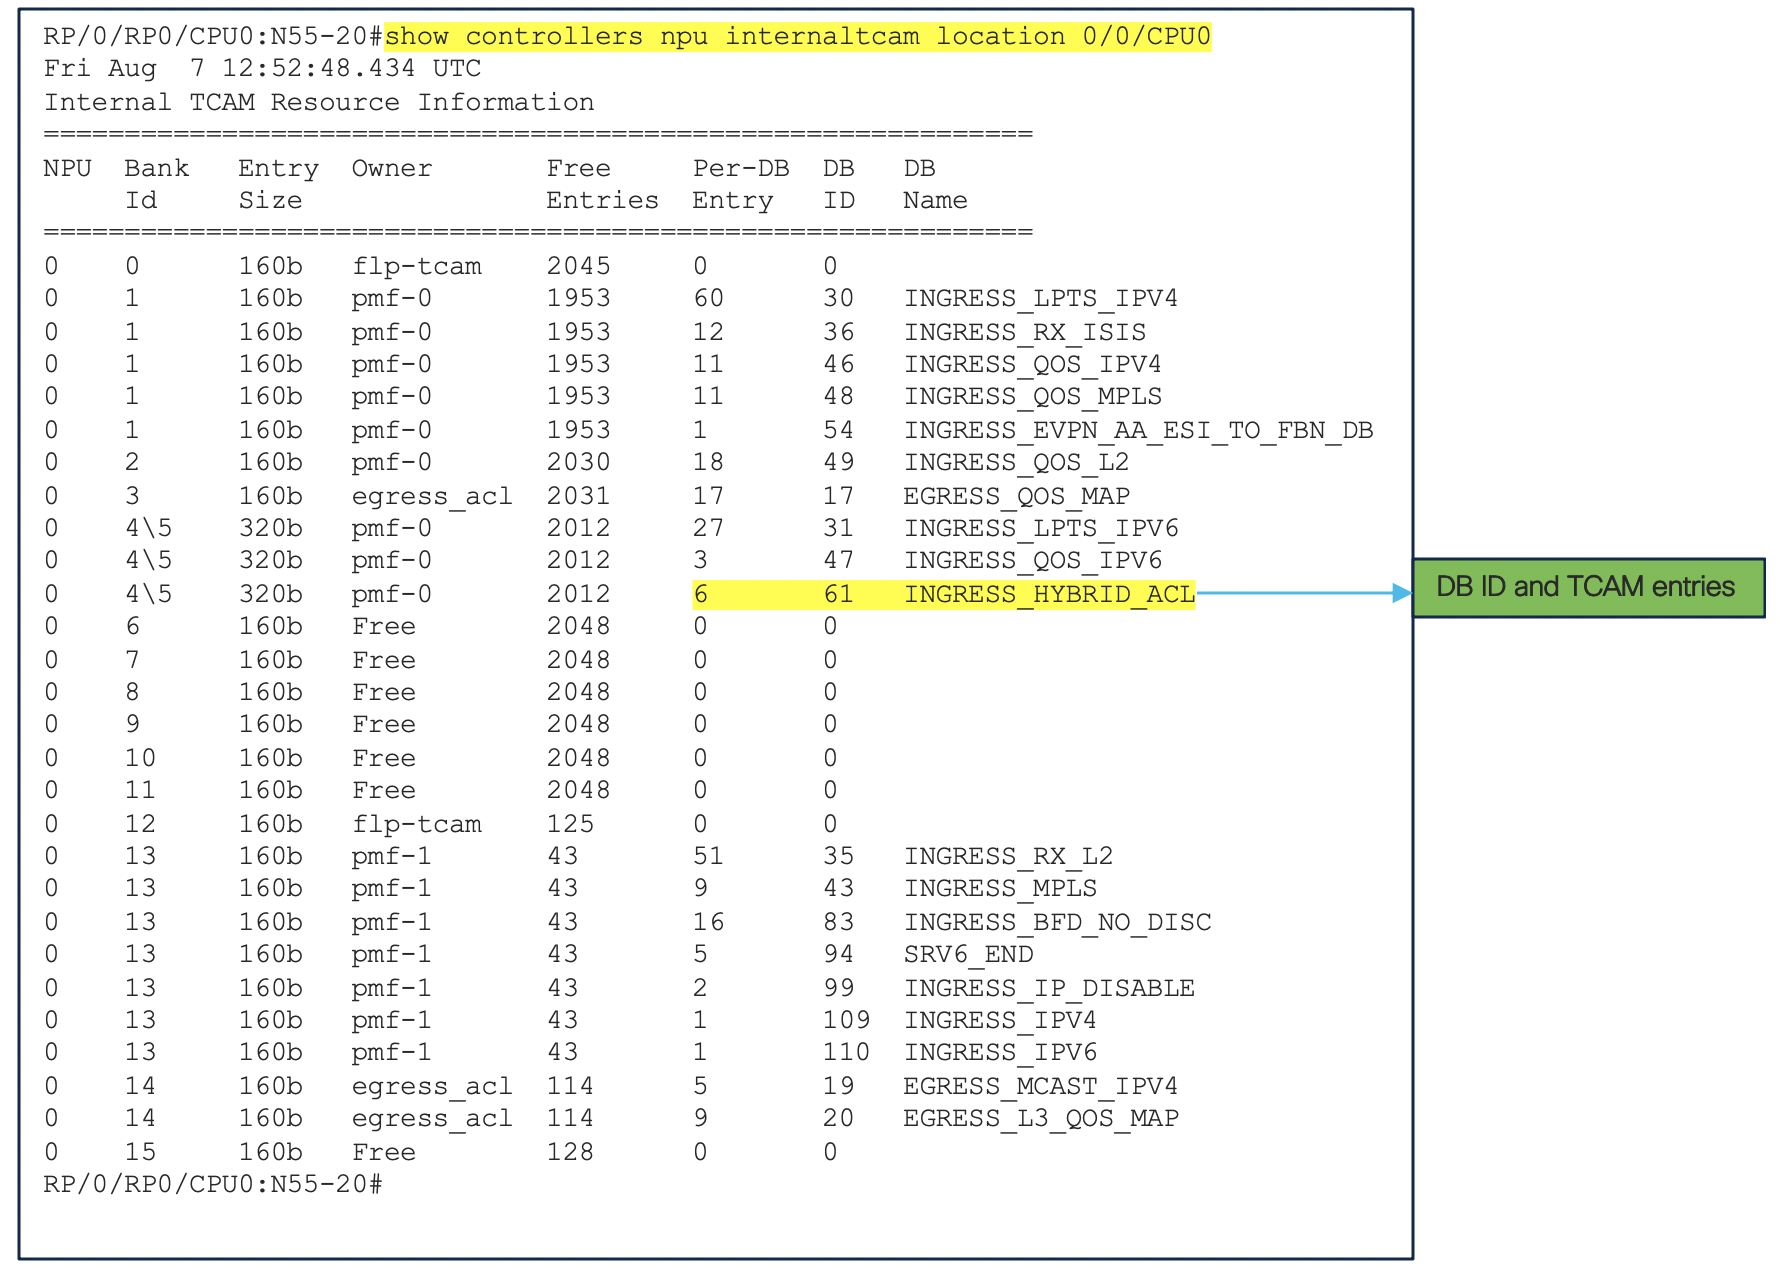 RP/0/RP0/CPU0:N55-20#show controllers npu internaltcam location 0/0/CPU0
Fri Aug  7 12:52:48.434 UTC
Internal TCAM Resource Information
=============================================================
NPU  Bank   Entry  Owner       Free     Per-DB  DB   DB
     Id     Size               Entries  Entry   ID   Name
=============================================================
0    0      160b   flp-tcam    2045     0       0
0    1      160b   pmf-0       1953     60      30   INGRESS_LPTS_IPV4
0    1      160b   pmf-0       1953     12      36   INGRESS_RX_ISIS
0    1      160b   pmf-0       1953     11      46   INGRESS_QOS_IPV4
0    1      160b   pmf-0       1953     11      48   INGRESS_QOS_MPLS
0    1      160b   pmf-0       1953     1       54   INGRESS_EVPN_AA_ESI_TO_FBN_DB
0    2      160b   pmf-0       2030     18      49   INGRESS_QOS_L2
0    3      160b   egress_acl  2031     17      17   EGRESS_QOS_MAP
0    4\5    320b   pmf-0       2012     27      31   INGRESS_LPTS_IPV6
0    4\5    320b   pmf-0       2012     3       47   INGRESS_QOS_IPV6
0    4\5    320b   pmf-0       2012     6       61   INGRESS_HYBRID_ACL
DB ID and TCAM entries
0    6      160b   Free        2048     0       0
0    7      160b   Free        2048     0       0
0    8      160b   Free        2048     0       0
0    9      160b   Free        2048     0       0
0    10     160b   Free        2048     0       0
0    11     160b   Free        2048     0       0
0    12     160b   flp-tcam    125      0       0
0    13     160b   pmf-1       43       51      35   INGRESS_RX_L2
0    13     160b   pmf-1       43       9       43   INGRESS_MPLS
0    13     160b   pmf-1       43       16      83   INGRESS_BFD_NO_DISC
0    13     160b   pmf-1       43       5       94   SRV6_END
0    13     160b   pmf-1       43       2       99   INGRESS_IP_DISABLE
0    13     160b   pmf-1       43       1       109  INGRESS_IPV4
0    13     160b   pmf-1       43       1       110  INGRESS_IPV6
0    14     160b   egress_acl  114      5       19   EGRESS_MCAST_IPV4
0    14     160b   egress_acl  114      9       20   EGRESS_L3_QOS_MAP
0    15     160b   Free        128      0       0
RP/0/RP0/CPU0:N55-20#